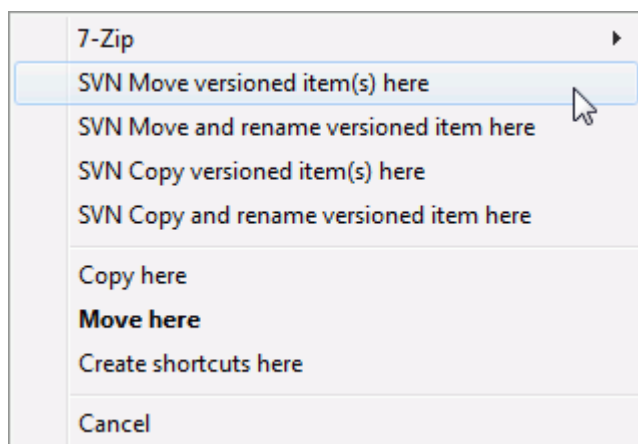 7-Zip
SVN Move versioned item(s) here
SVN Move and rename versioned item here
SVN Copy versioned item(s) here
SVN Copy and rename versioned item here
Copy here
Move here
Create shortcuts here
Cancel